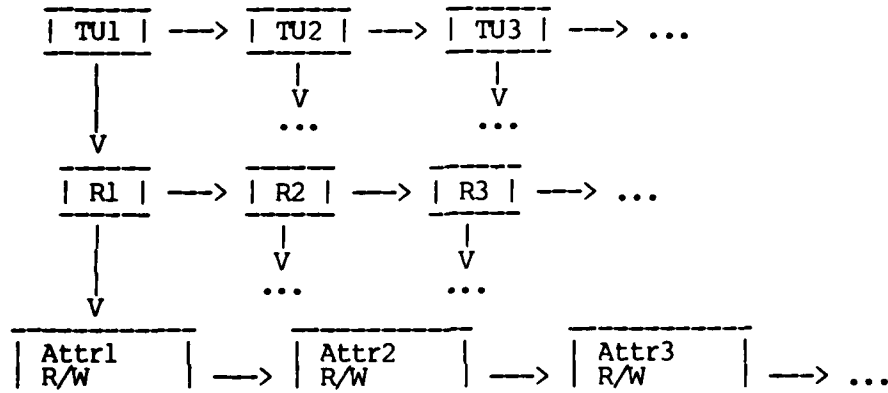 | TU1 | —> | TU2 | —> | TU3 | —> ...
V V
... ...
V
| R1 | —> | R2 | —> | R3 | —> ...
V V
... ...
V
| Attr1 | | Attr2 | | Attr3 |
| R/W | —> | R/W | —> | R/W | —> ...